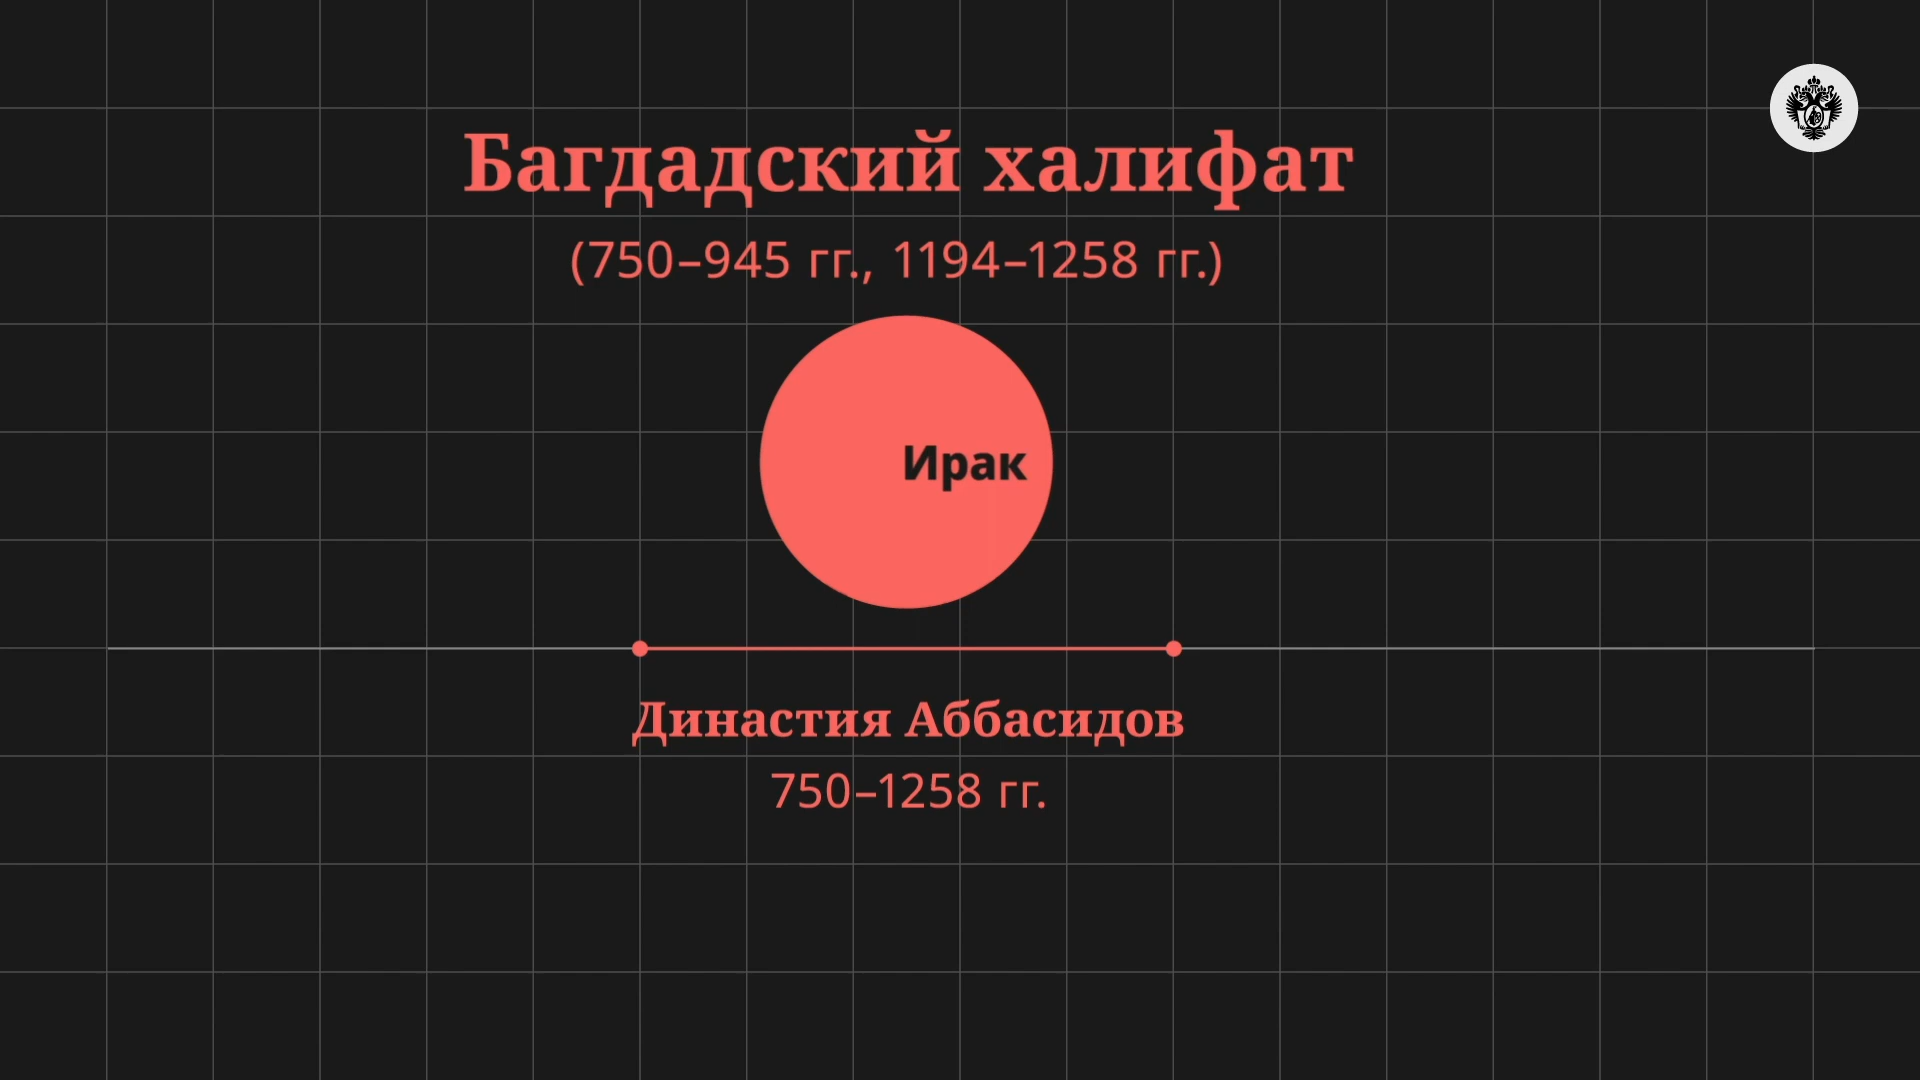 Багдадский халифат
(750–945 гг., 1194–1258 гг.)
Ирак
Династия Аббасидов
750–1258 гг.